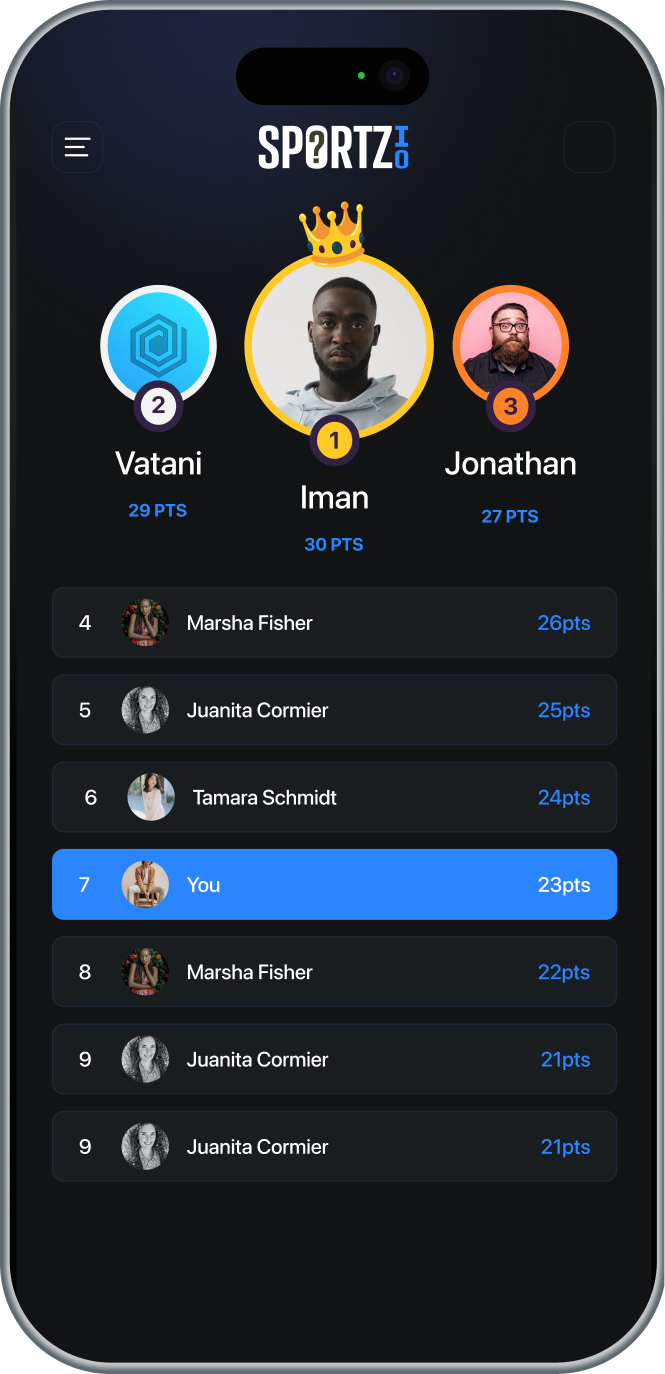 SP?RTZ IO
2
1
3
Vatani
Iman
Jonathan
29 PTS
30 PTS
27 PTS
4 Marsha Fisher 26pts
5 Juanita Cormier 25pts
6 Tamara Schmidt 24pts
7 You 23pts
8 Marsha Fisher 22pts
9 Juanita Cormier 21pts
9 Juanita Cormier 21pts